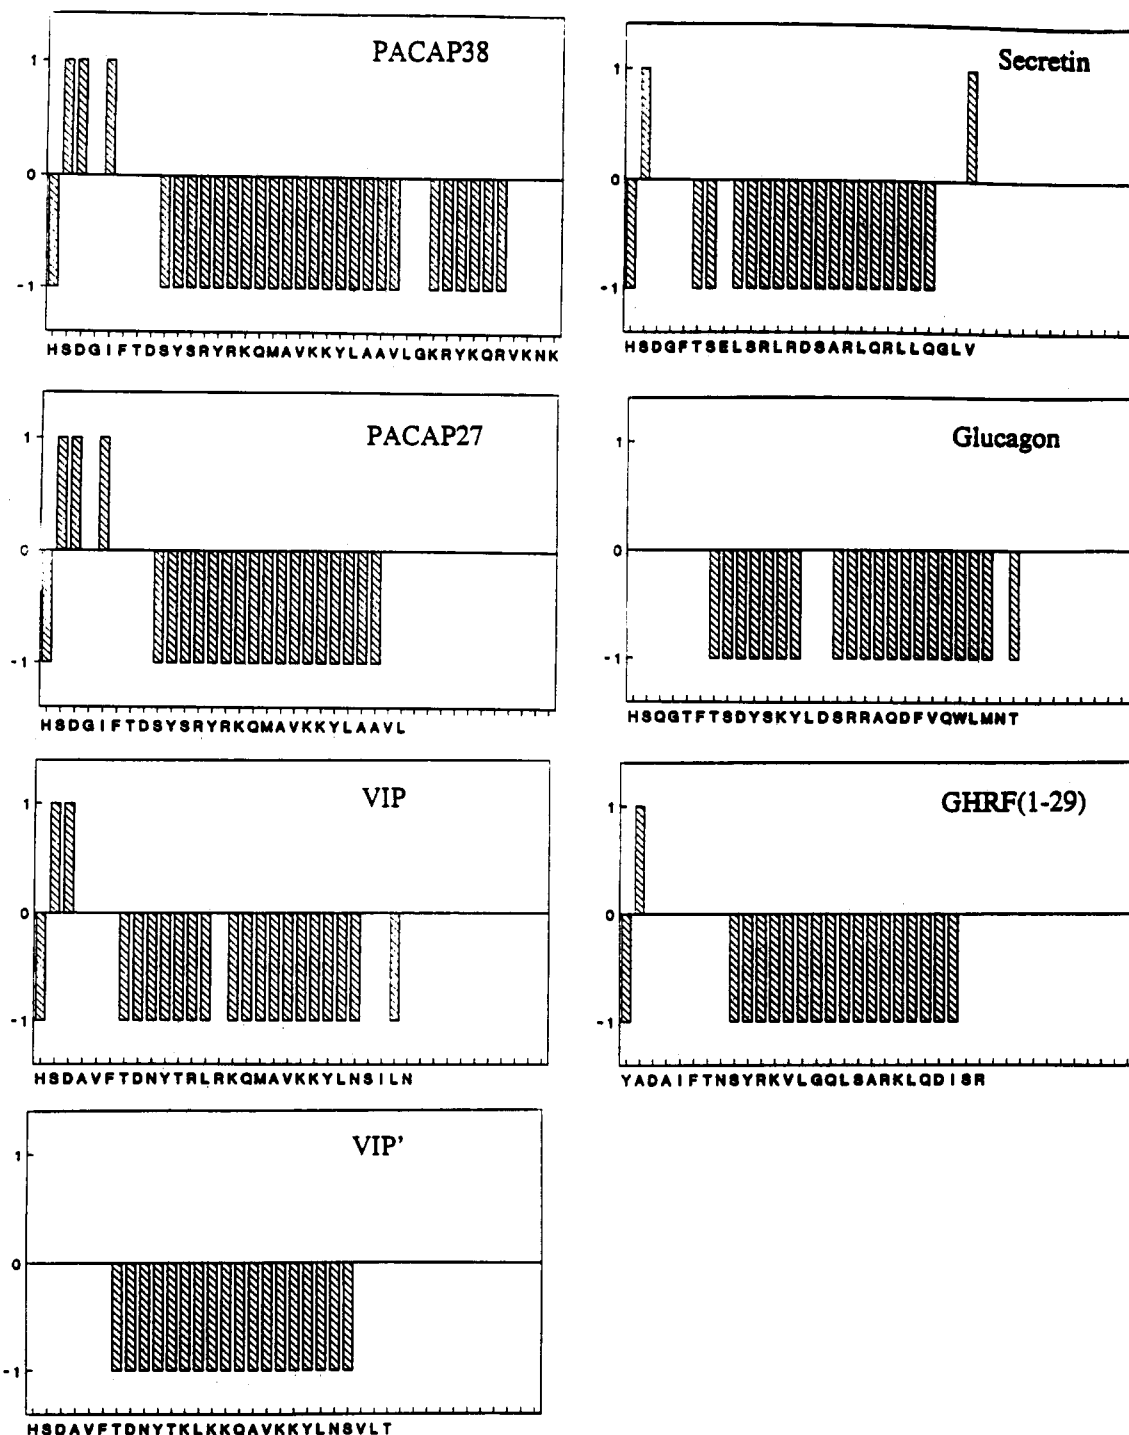 PACAP38
1
0
-1
HSDGIFTDSYSRYRKQMAVKKYLAAVLGKRYKQRVKNK
Secretin
1
0
-1
HSDGFTSELSRLRDSARLQRLLQGLV
PACAP27
1
0
-1
HSDGIFTDSYSRYRKQMAVKKYLAAVL
Glucagon
1
0
-1
HSQGTFTSDYSKYLDSRRAQDFVQWLMNT
VIP
1
0
-1
HSDAVFTDNYTRLRKQMAVKKYLNSILN
GHRF(1-29)
1
0
-1
YADAIFTNSYRKVLGQLSARKLQDISR
VIP'
1
0
-1
HSDAVFTDNYTKLKKQAVKKYLNSVLT